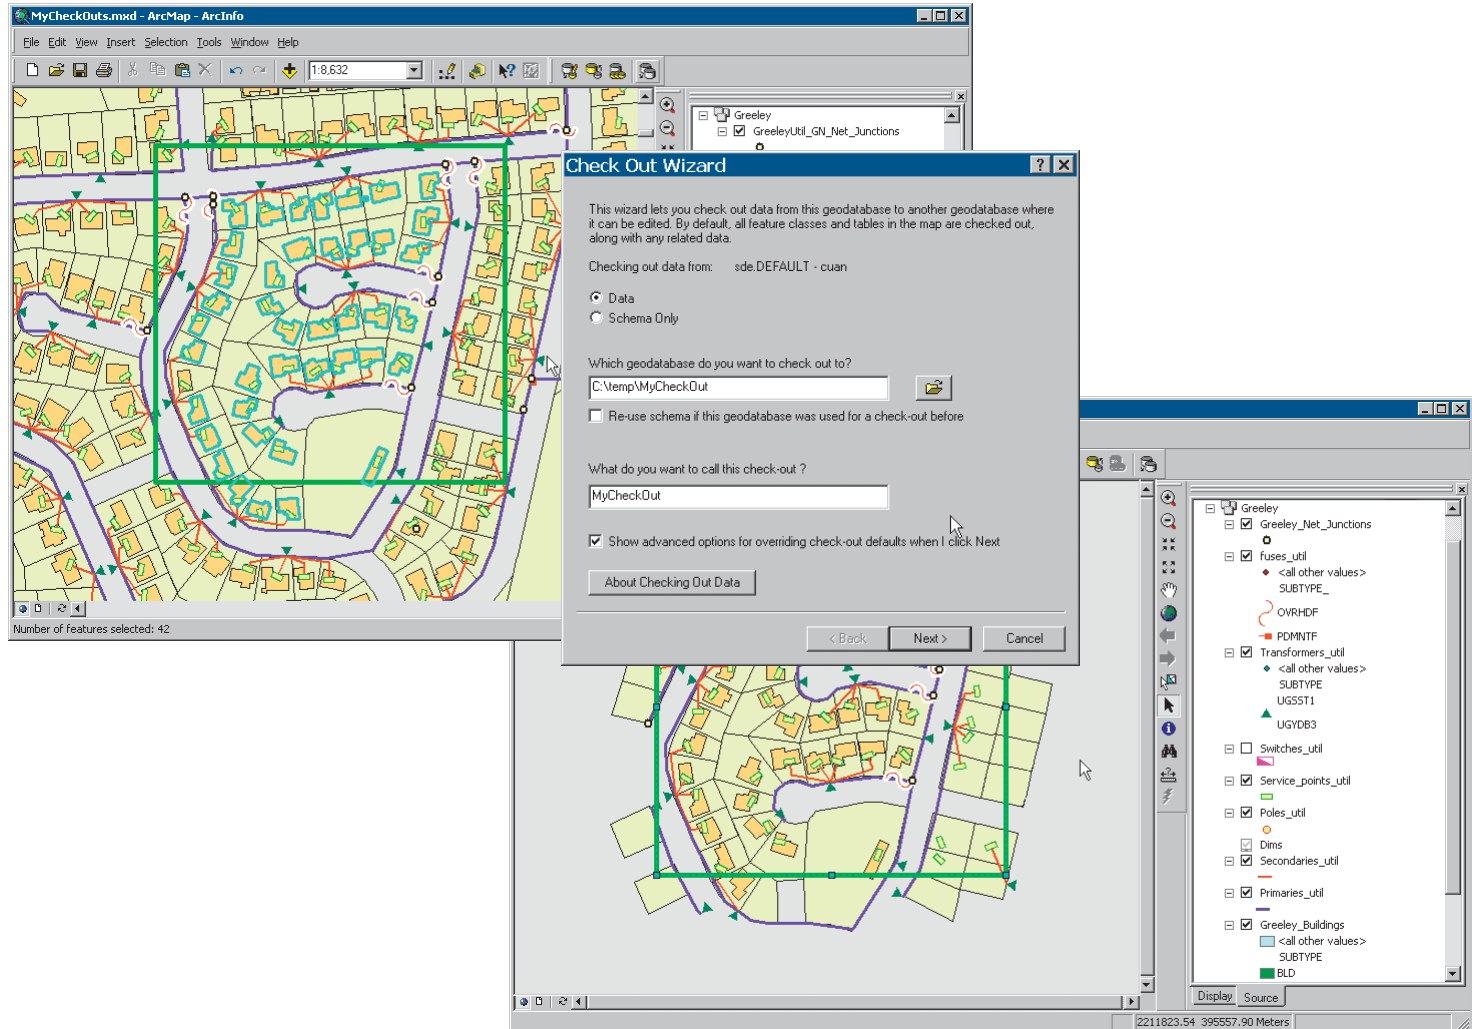 MyCheckOuts.mxd - ArcMap - ArcInfo
File Edit View Insert Selection Tools Window Help
1:8,632
Greeley
GreeleyUtil_GN_Net_Junctions
Number of features selected: 42
Check Out Wizard
This wizard lets you check out data from this geodatabase to another geodatabase where
it can be edited. By default, all feature classes and tables in the map are checked out,
along with any related data.
Checking out data from: sde.DEFAULT - cuan
Data
Schema Only
Which geodatabase do you want to check out to?
C:\temp\MyCheckOut
Re-use schema if this geodatabase was used for a check-out before
What do you want to call this check-out ?
MyCheckOut
Show advanced options for overriding check-out defaults when I click Next
About Checking Out Data
< Back Next > Cancel
Greeley
Greeley_Net_Junctions
fuses_util
<all other values>
SUBTYPE_
OVRHDF
PDMNTF
Transformers_util
<all other values>
SUBTYPE
UGSST1
UGYDB3
Switches_util
Service_points_util
Poles_util
Dims
Secondaries_util
Primaries_util
Greeley_Buildings
<all other values>
SUBTYPE
BLD
Display Source
2211823.54 395557.90 Meters